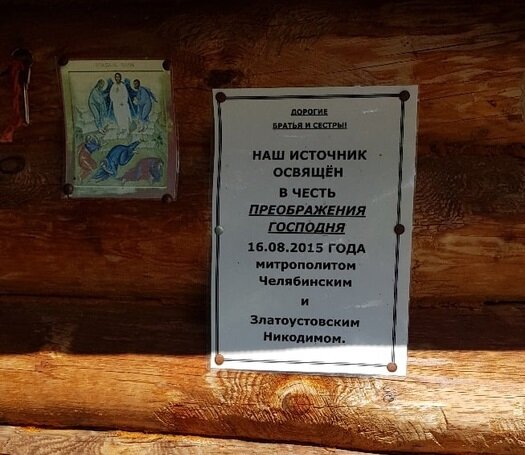 ДОРОГИЕ
БРАТЬЯ И СЕСТРЫ!
НАШ ИСТОЧНИК
ОСВЯЩЁН
В ЧЕСТЬ
ПРЕОБРАЖЕНИЯ
ГОСПОДНЯ
16.08.2015 ГОДА
митрополитом
Челябинским
и
Златоустовским
Никодимом.